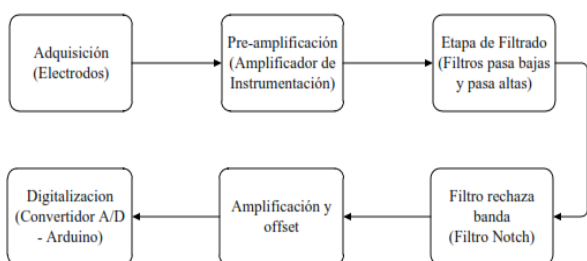 Adquisición
(Electrodos)
Pre-amplificación
(Amplificador de
Instrumentación)
Etapa de Filtrado
(Filtros pasa bajas
y pasa altas)
Filtro rechaza
banda
(Filtro Notch)
Amplificación y
offset
Digitalizacion
(Convertidor A/D
- Arduino)